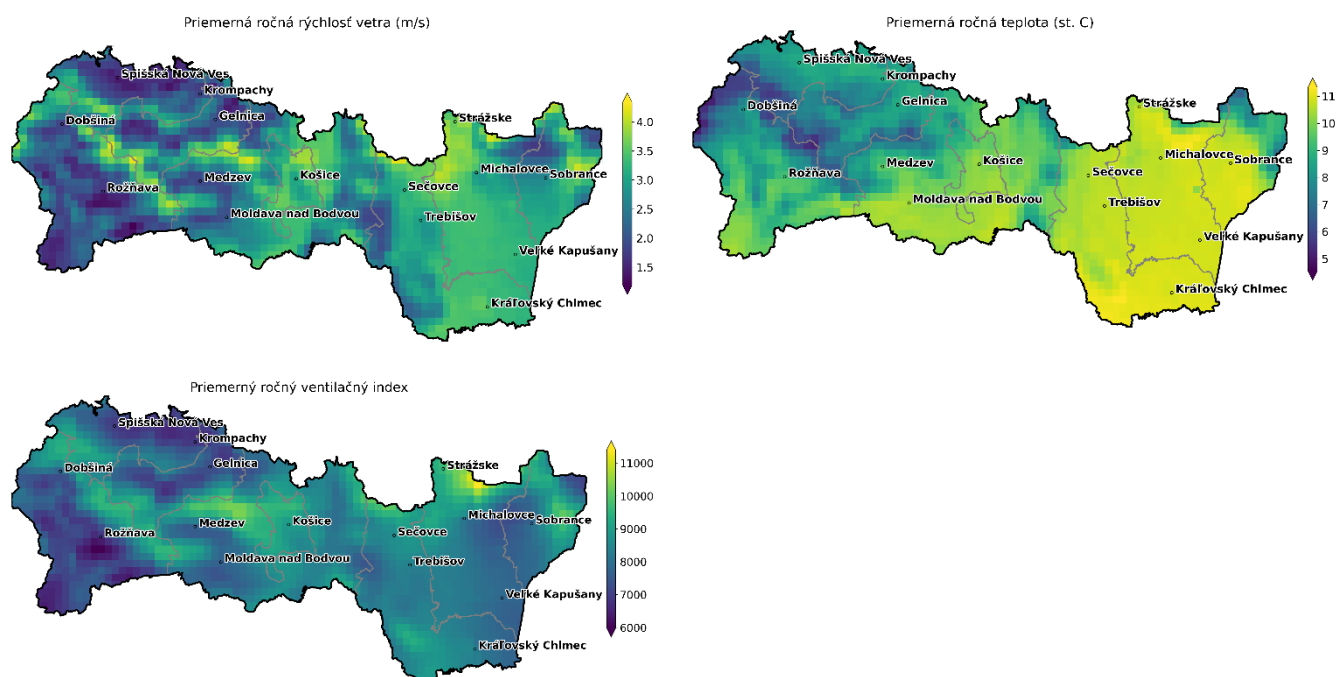 Priemerná ročná rýchlosť vetra (m/s)
Spišská Nová Ves
Krompachy
Gelnica
Dobšiná
Strážske
Michalovce
Sobrance
Košice
Medzev
Rožňava
Sečovce
Moldava nad Bodvou
Trebišov
Veľké Kapušany
Kráľovský Chlmec
4.0
3.5
3.0
2.5
2.0
1.5
Priemerná ročná teplota (st. C)
Spišská Nová Ves
Krompachy
Gelnica
Dobšiná
Strážske
Michalovce
Sobrance
Košice
Medzev
Rožňava
Sečovce
Moldava nad Bodvou
Trebišov
Veľké Kapušany
Kráľovský Chlmec
11
10
9
8
7
6
5
Priemerný ročný ventilačný index
Spišská Nová Ves
Krompachy
Gelnica
Dobšiná
Strážske
Michalovce
Sobrance
Košice
Medzev
Rožňava
Sečovce
Moldava nad Bodvou
Trebišov
Veľké Kapušany
Kráľovský Chlmec
11000
10000
9000
8000
7000
6000